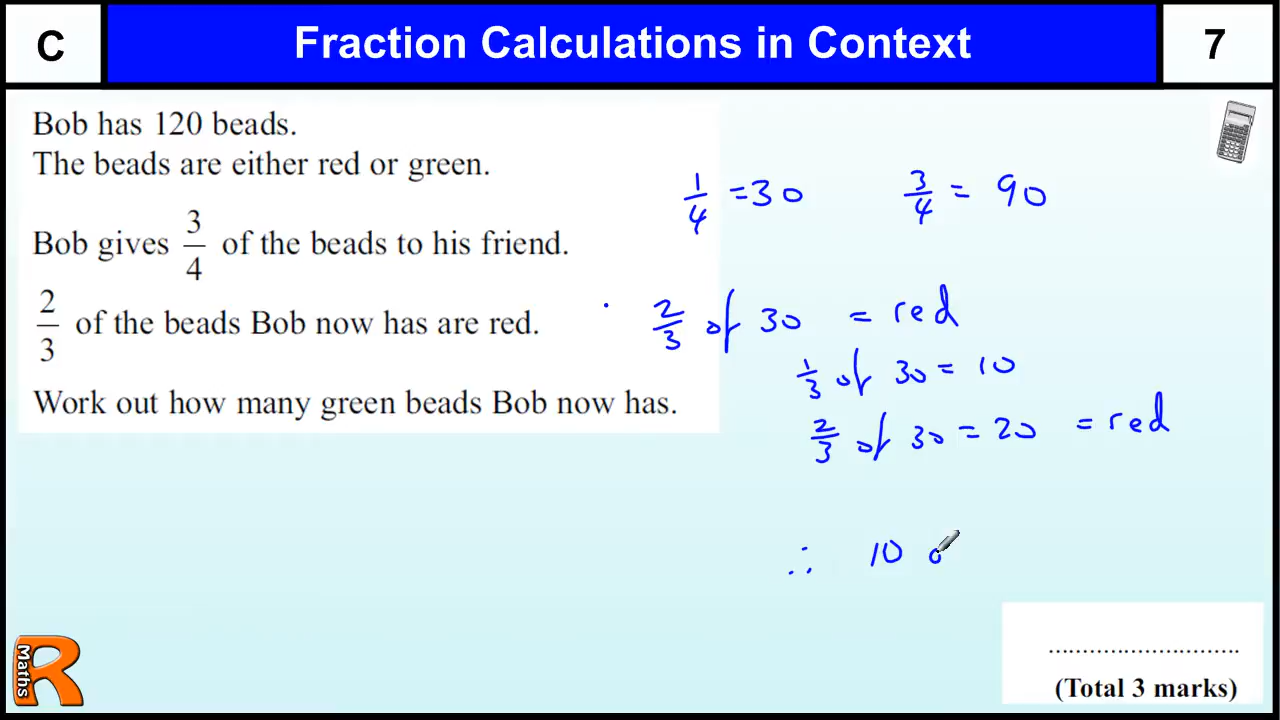 C
Fraction Calculations in Context
7
Bob has 120 beads.
The beads are either red or green.
Bob gives 3/4 of the beads to his friend.
2/3 of the beads Bob now has are red.
Work out how many green beads Bob now has.
1/4 = 30
3/4 = 90
2/3 of 30 = red
1/3 of 30 = 10
2/3 of 30 = 20 = red
∴ 10
..............................
(Total 3 marks)
R Maths